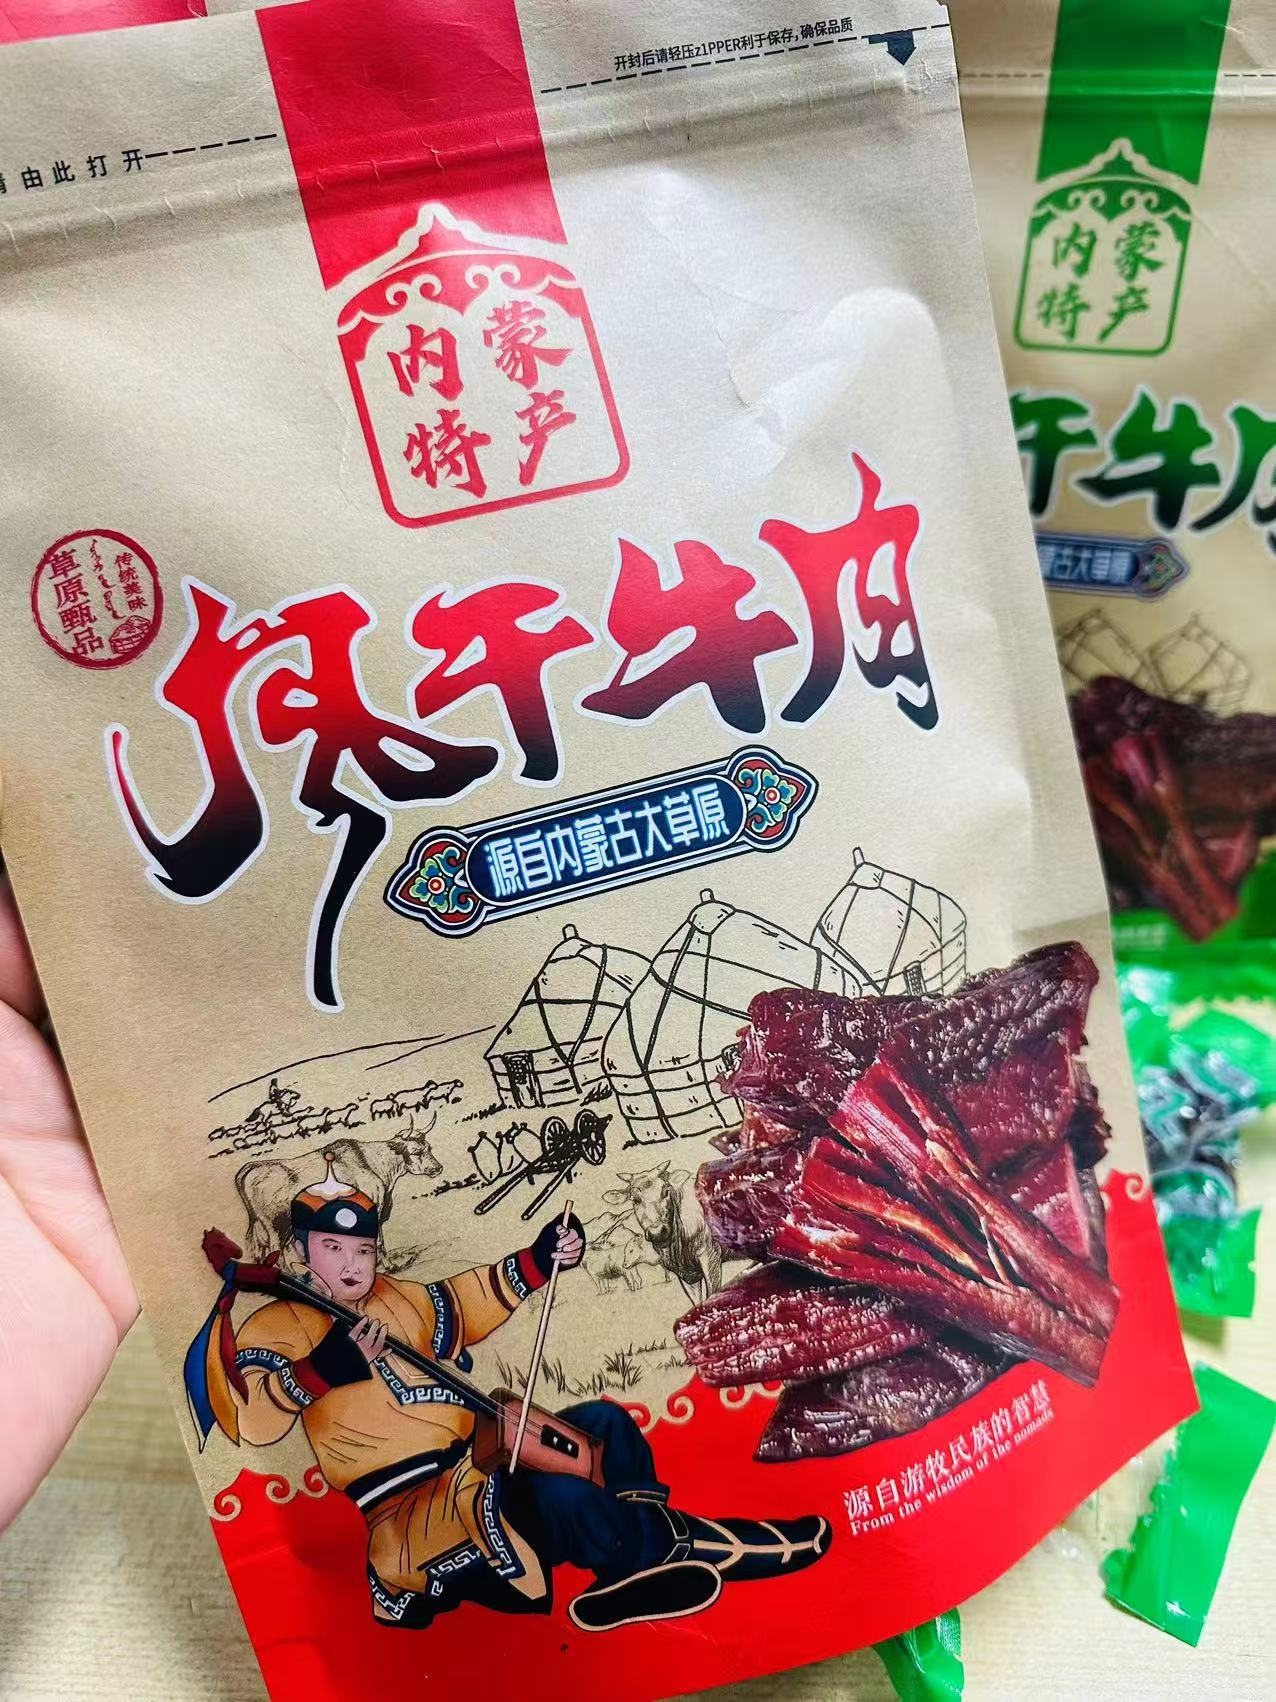 开封后请轻压z1PPER利于保存，确保品质
请由此打开
内蒙
特产
传统美味
草原甄品
风干牛肉
源自内蒙古大草原
源自游牧民族的智慧
From the wisdom of the nomads
内蒙
特产
干牛肉
蒙古大草原